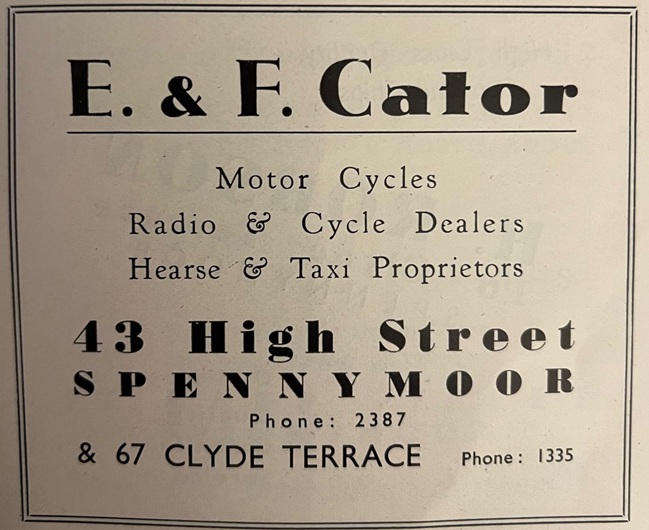 E. & F. Cator
Motor Cycles
Radio & Cycle Dealers
Hearse & Taxi Proprietors
43 High Street
SPENNYMOOR
Phone: 2387
& 67 CLYDE TERRACE Phone: 1335